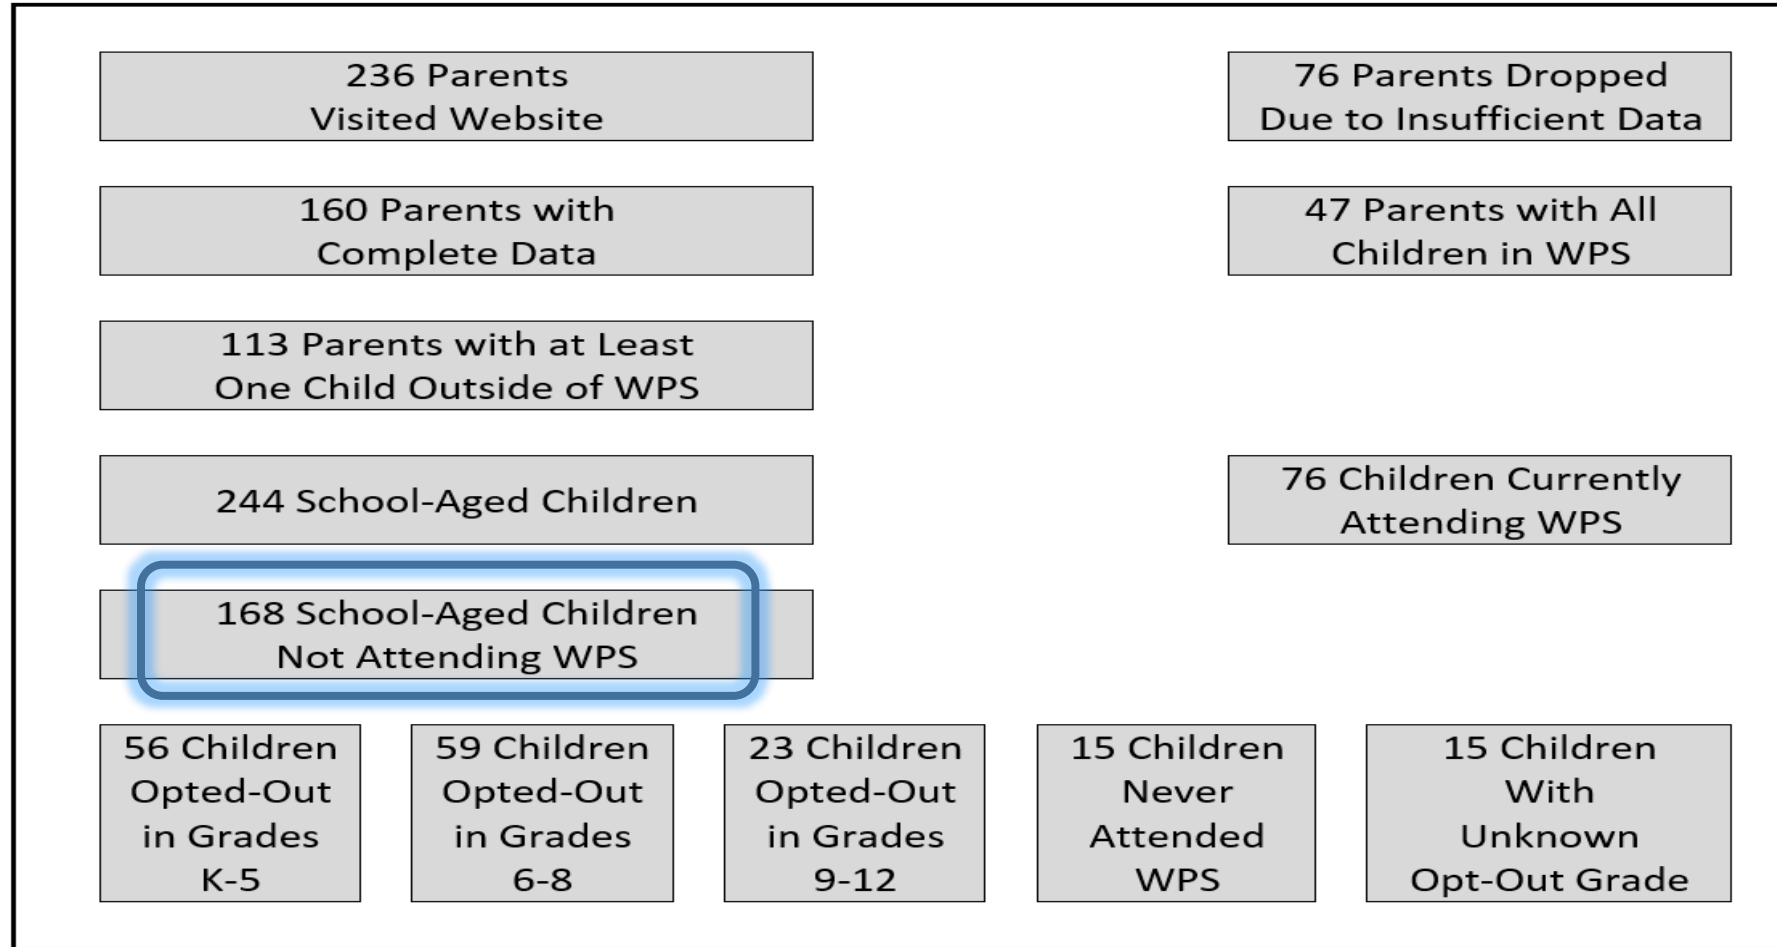 236 Parents
Visited Website
76 Parents Dropped
Due to Insufficient Data
160 Parents with
Complete Data
47 Parents with All
Children in WPS
113 Parents with at Least
One Child Outside of WPS
244 School-Aged Children
76 Children Currently
Attending WPS
168 School-Aged Children
Not Attending WPS
56 Children
Opted-Out
in Grades
K-5
59 Children
Opted-Out
in Grades
6-8
23 Children
Opted-Out
in Grades
9-12
15 Children
Never
Attended
WPS
15 Children
With
Unknown
Opt-Out Grade